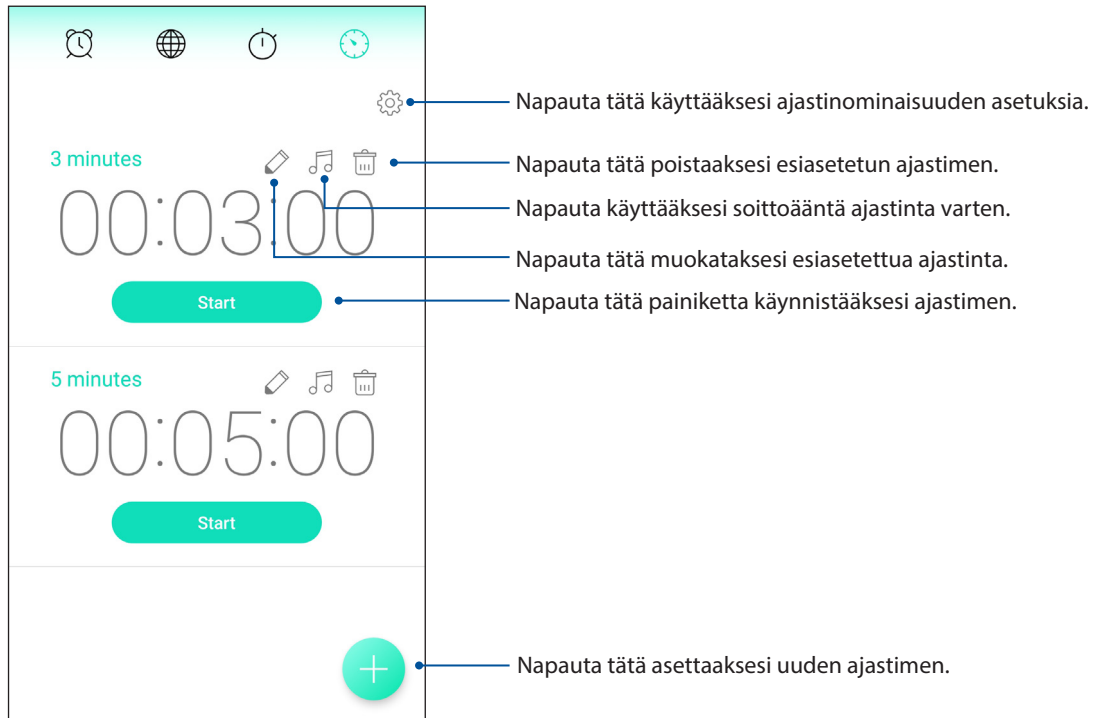 Napauta tätä käyttääksesi ajastinominaisuuden asetuksia.
3 minutes
Napauta tätä poistaaksesi esiasetetun ajastimen.
00:03:00
Napauta käyttääksesi soittoääntä ajastinta varten.
Napauta tätä muokataksesi esiasetettua ajastinta.
Start
Napauta tätä painiketta käynnistääksesi ajastimen.
5 minutes
00:05:00
Start
Napauta tätä asettaaksesi uuden ajastimen.